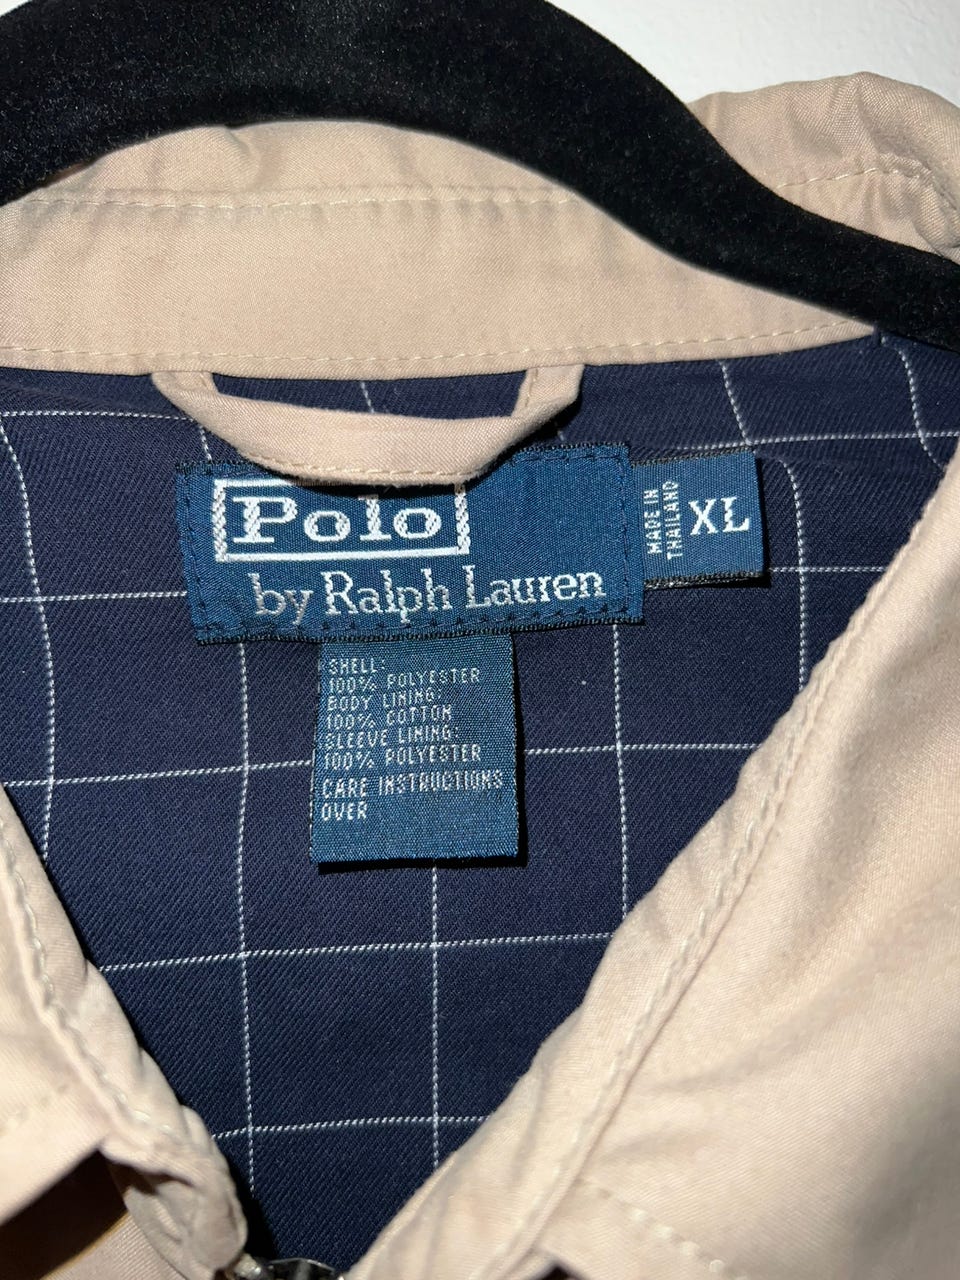 Polo
by Ralph Lauren
MADE IN
THAILAND
XL
SHELL:
100% POLYESTER
BODY LINING:
100% COTTON
SLEEVE LINING:
100% POLYESTER
CARE INSTRUCTIONS
OVER